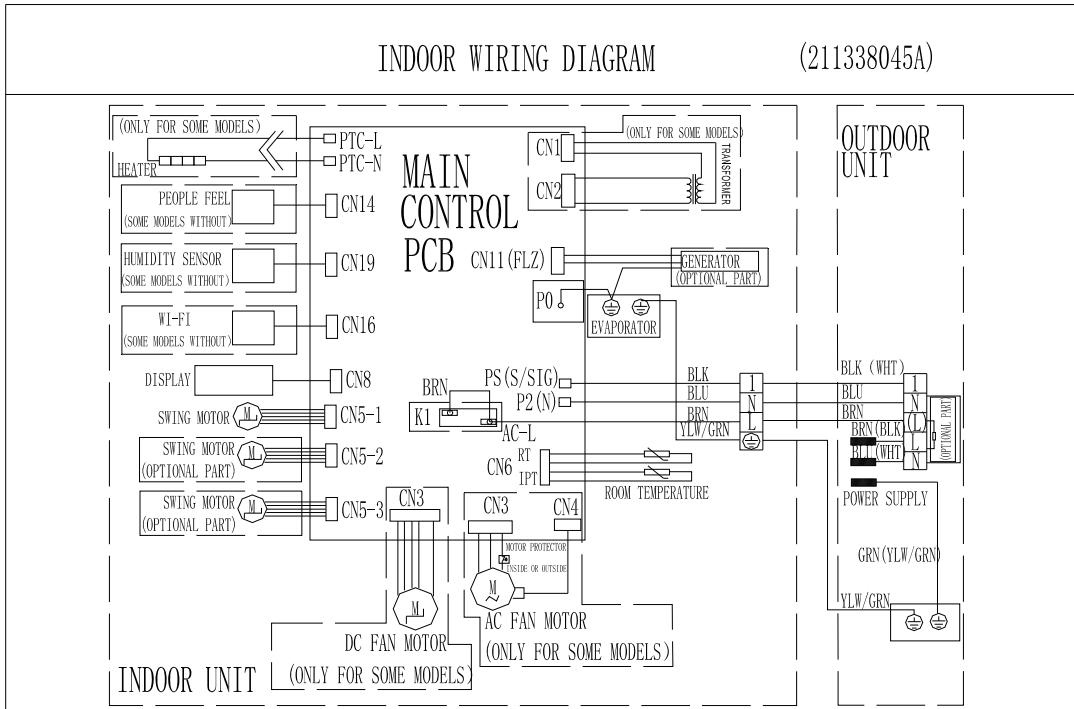 INDOOR WIRING DIAGRAM (211338045A)
(ONLY FOR SOME MODELS)
HEATER
PTC-L
PTC-N
PEOPLE FEEL
(SOME MODELS WITHOUT)
CN14
HUMIDITY SENSOR
(SOME MODELS WITHOUT)
CN19
WI-FI
(SOME MODELS WITHOUT)
CN16
DISPLAY
CN8
SWING MOTOR
M
CN5-1
SWING MOTOR
(OPTIONAL PART)
M
CN5-2
SWING MOTOR
(OPTIONAL PART)
M
CN5-3
MAIN
CONTROL
PCB
(ONLY FOR SOME MODELS)
CN1
CN2
TRANSFORMER
CN11(FLZ)
GENERATOR
(OPTIONAL PART)
P0
EVAPORATOR
BRN
K1
AC-L
PS(S/SIG)
P2(N)
BLK
BLU
BRN
YLW/GRN
1
N
L
CN6
RT
IPT
ROOM TEMPERATURE
CN3
M
DC FAN MOTOR
(ONLY FOR SOME MODELS)
CN3
CN4
MOTOR PROTECTOR
INSIDE OR OUTSIDE
M
AC FAN MOTOR
(ONLY FOR SOME MODELS)
INDOOR UNIT
OUTDOOR
UNIT
BLK (WHT)
BLU
BRN
BRN(BLK)
BLU(WHT)
1
N
(L)
L
N
(OPTIONAL PART)
POWER SUPPLY
GRN(YLW/GRN)
YLW/GRN